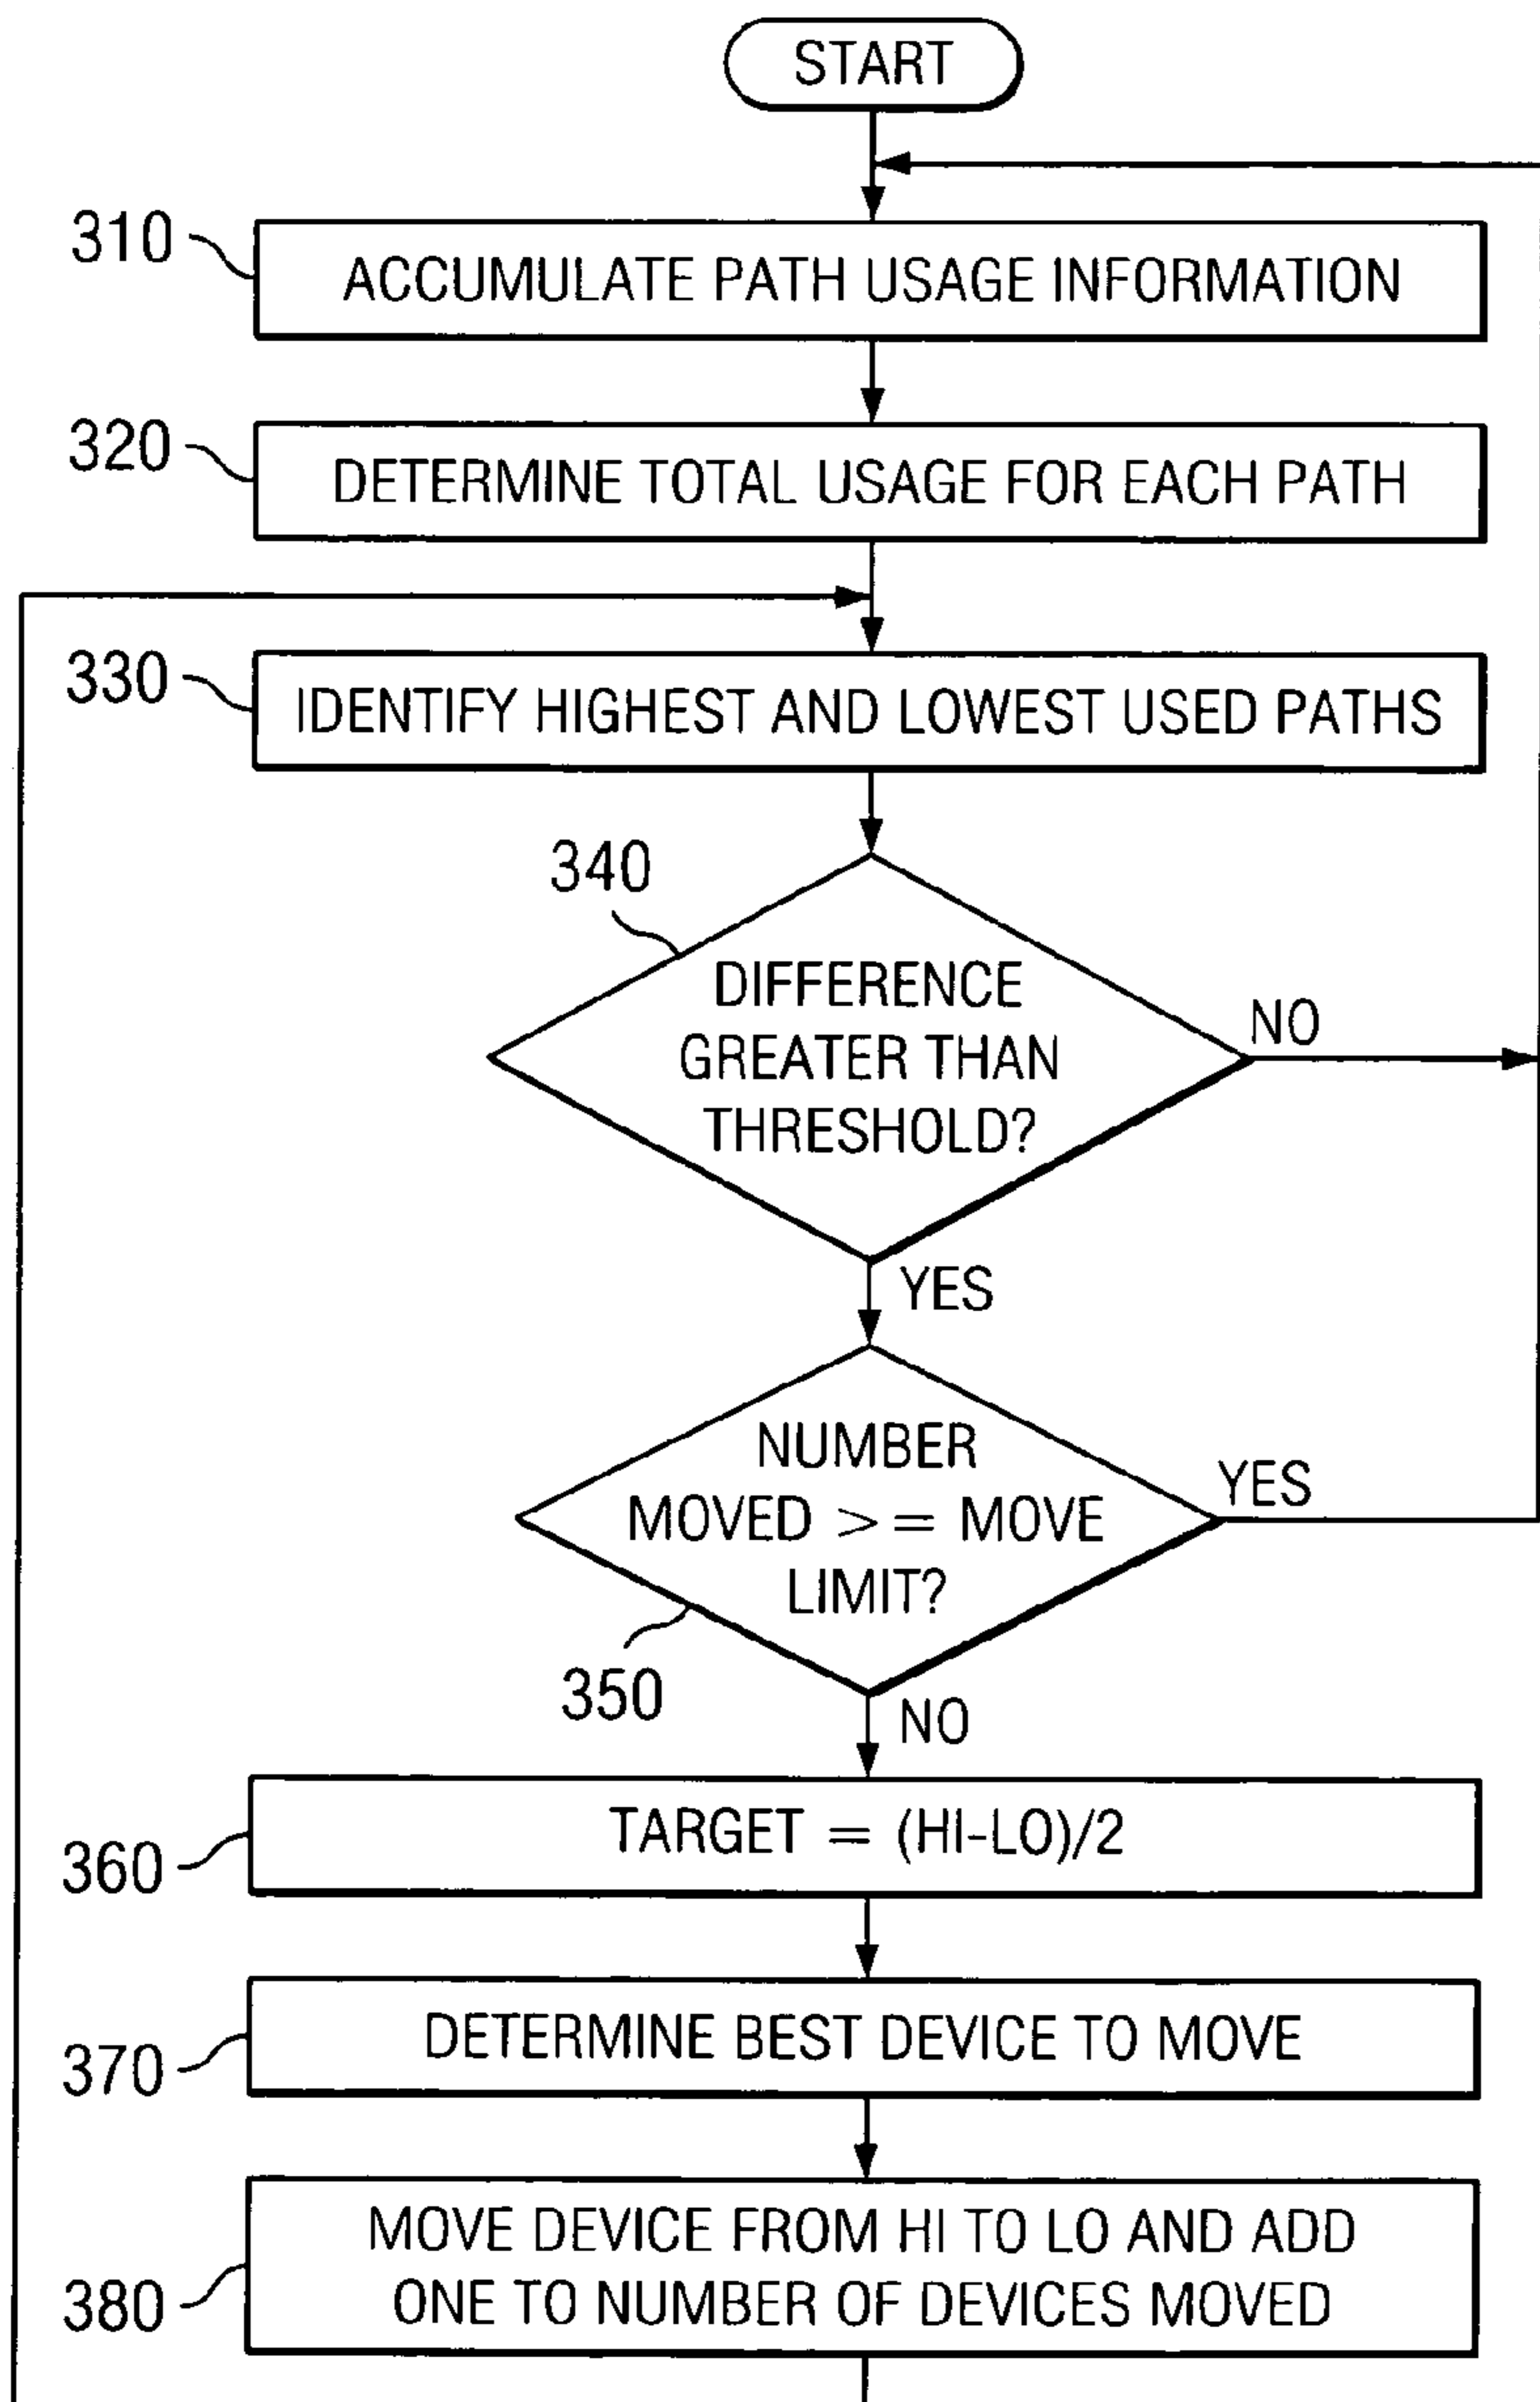 START
310
ACCUMULATE PATH USAGE INFORMATION
320
DETERMINE TOTAL USAGE FOR EACH PATH
330
IDENTIFY HIGHEST AND LOWEST USED PATHS
340
DIFFERENCE
GREATER THAN
THRESHOLD?
NO
YES
NUMBER
MOVED >= MOVE
LIMIT?
YES
350
NO
360
TARGET = (HI-LO)/2
370
DETERMINE BEST DEVICE TO MOVE
380
MOVE DEVICE FROM HI TO LO AND ADD
ONE TO NUMBER OF DEVICES MOVED